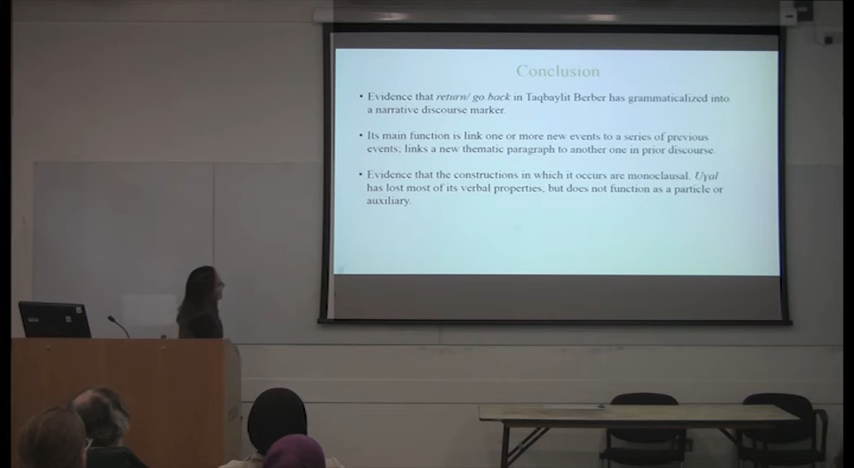 Conclusion
• Evidence that return/ go.back in Taqbaylit Berber has grammaticalized into
a narrative discourse marker.
• Its main function is link one or more new events to a series of previous
events; links a new thematic paragraph to another one in prior discourse.
• Evidence that the constructions in which it occurs are monoclausal. Uɣal
has lost most of its verbal properties, but does not function as a particle or
auxiliary.